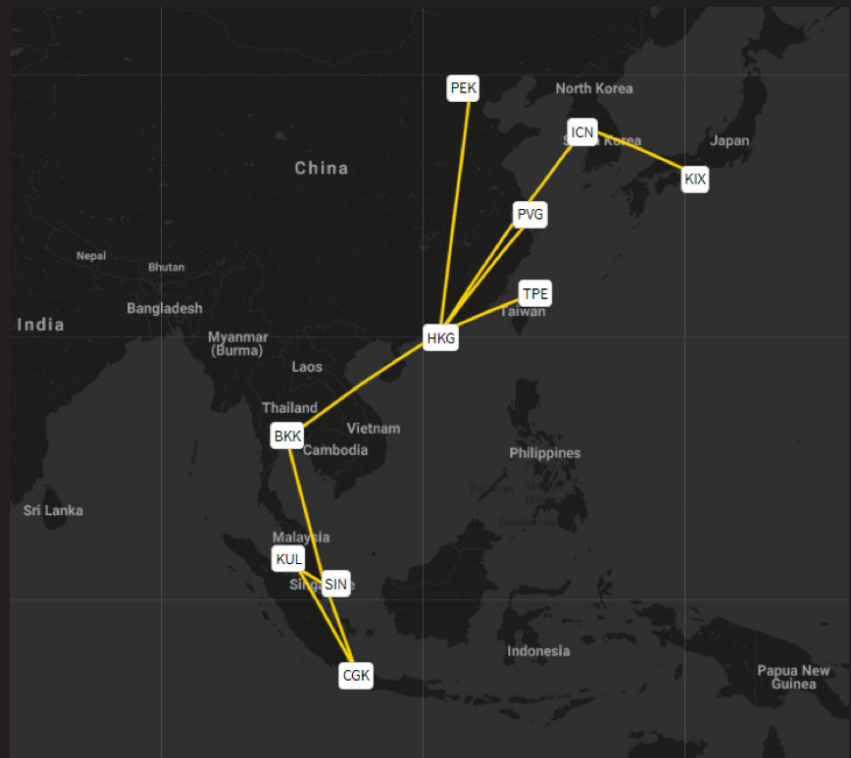 PEK
North Korea
ICN
South Korea
Japan
China
KIX
PVG
Nepal
Bhutan
TPE
Bangladesh
Taiwan
India
Myanmar
(Burma)
HKG
Laos
Thailand
BKK
Vietnam
Cambodia
Philippines
Sri Lanka
Malaysia
KUL
Singapore
SIN
Indonesia
CGK
Papua New
Guinea